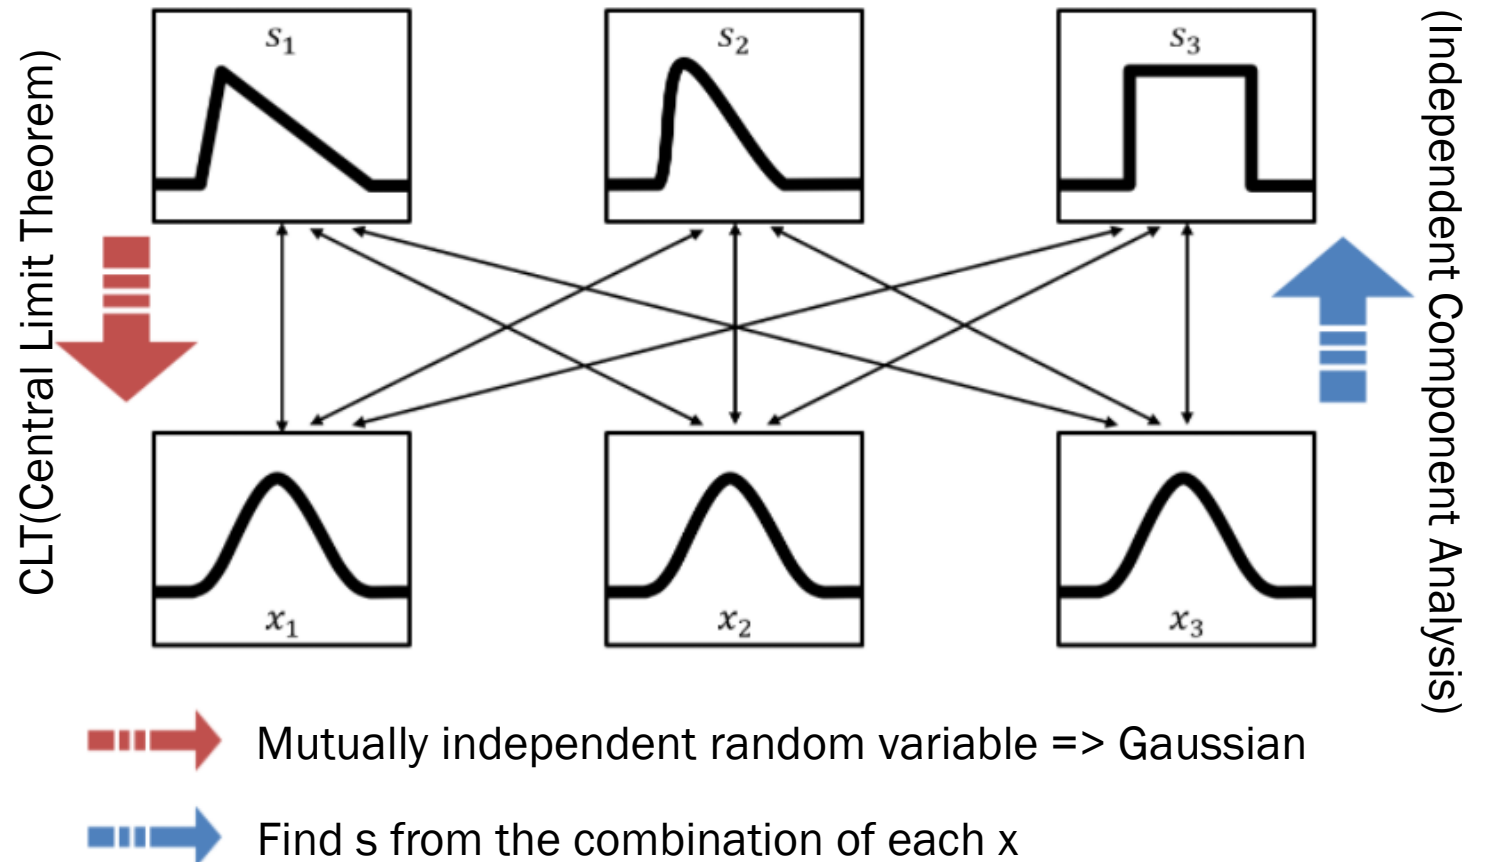 CLT(Central Limit Theorem)
s₁
s₂
s₃
(Independent Component Analysis)
x₁
x₂
x₃
Mutually independent random variable => Gaussian
Find s from the combination of each x